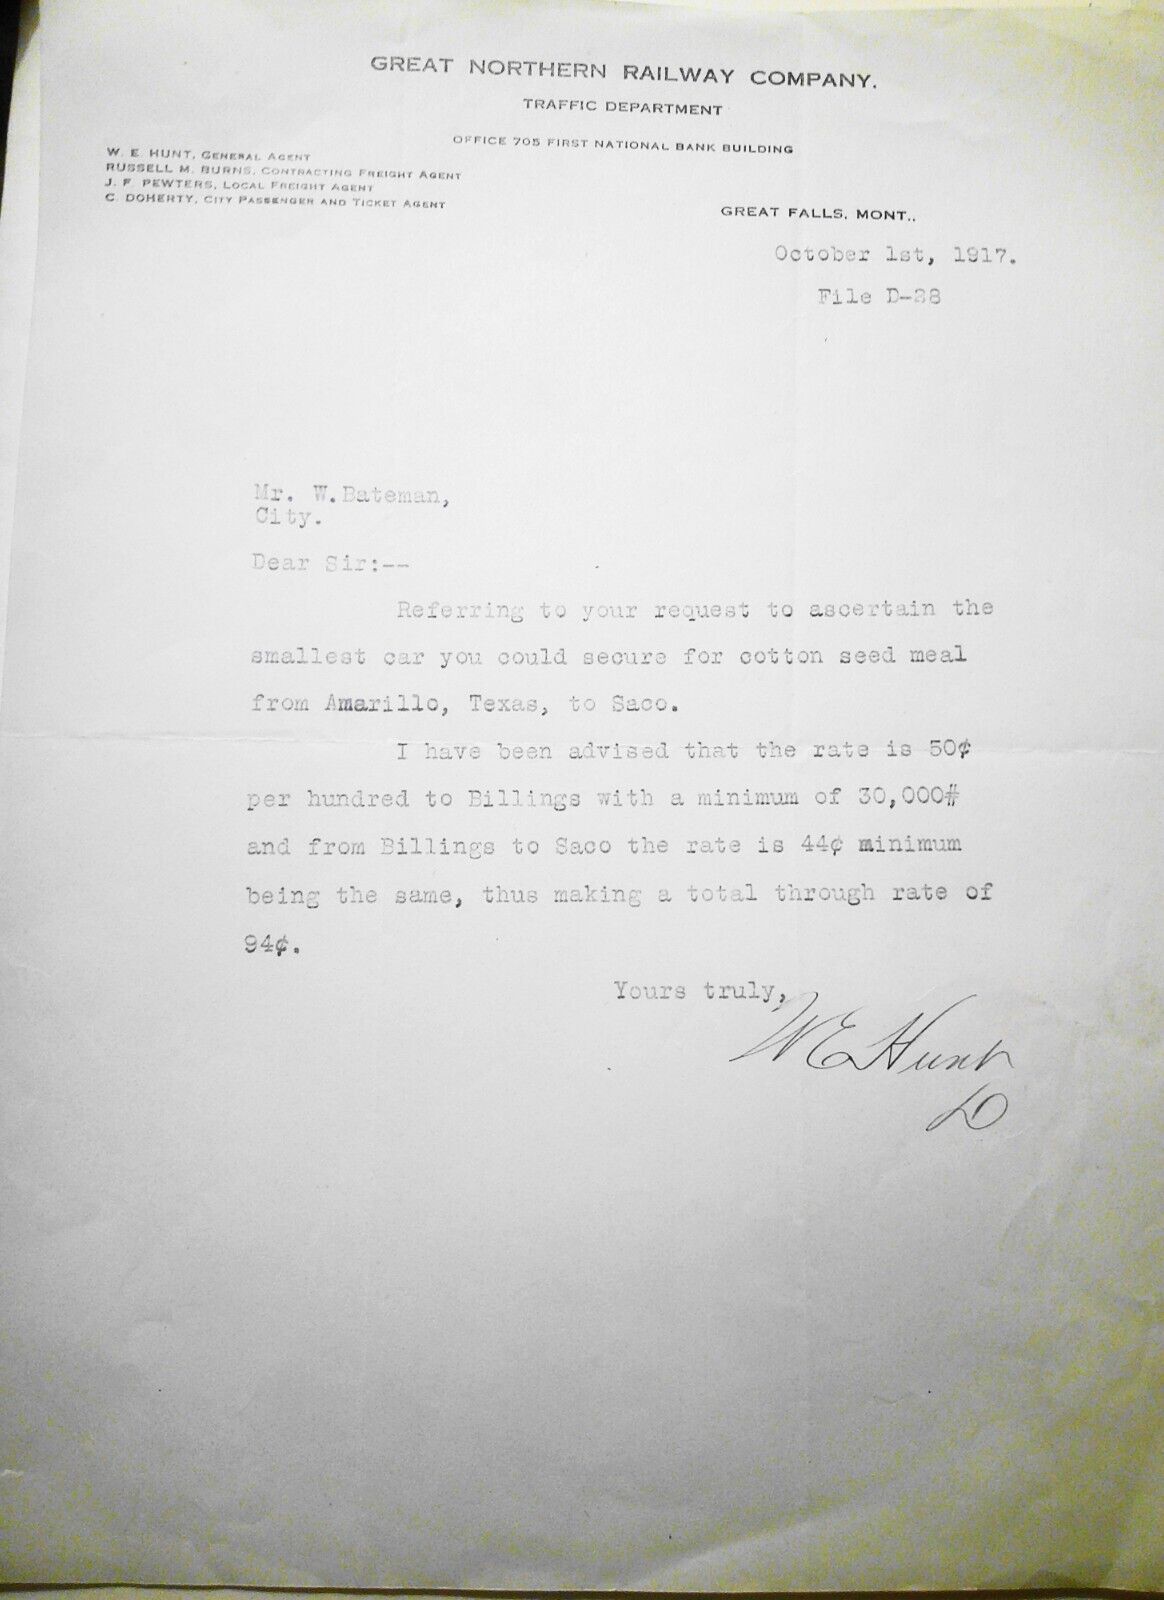 GREAT NORTHERN RAILWAY COMPANY.
TRAFFIC DEPARTMENT
OFFICE 705 FIRST NATIONAL BANK BUILDING
W. E. HUNT, GENERAL AGENT
RUSSELL M. BURNS, CONTRACTING FREIGHT AGENT
J. F. PEWTERS, LOCAL FREIGHT AGENT
C. DOHERTY, CITY PASSENGER AND TICKET AGENT
GREAT FALLS, MONT.,
October 1st, 1917.
File D-28
Mr. W. Bateman,
City.
Dear Sir:--
Referring to your request to ascertain the
smallest car you could secure for cotton seed meal
from Amarillo, Texas, to Saco.
I have been advised that the rate is 50¢
per hundred to Billings with a minimum of 30,000#
and from Billings to Saco the rate is 44¢ minimum
being the same, thus making a total through rate of
94¢.
Yours truly,
W E Hunt
D